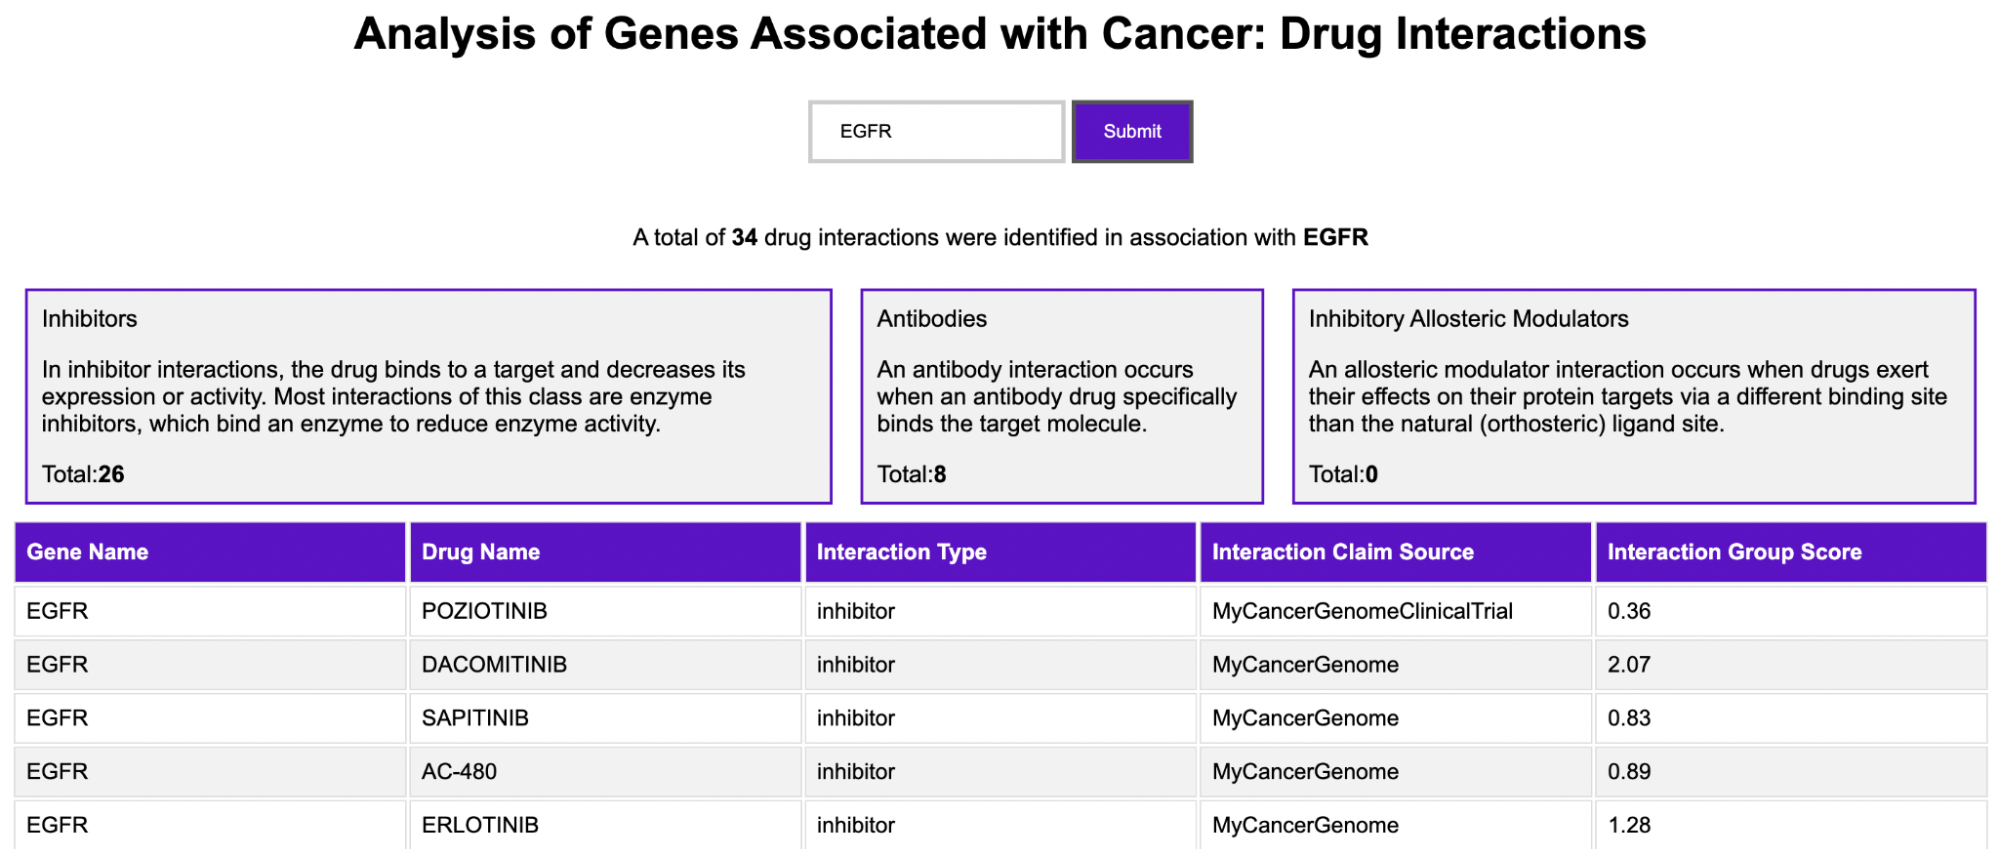 Analysis of Genes Associated with Cancer: Drug Interactions
EGFR
Submit
A total of 34 drug interactions were identified in association with EGFR
Inhibitors
In inhibitor interactions, the drug binds to a target and decreases its
expression or activity. Most interactions of this class are enzyme
inhibitors, which bind an enzyme to reduce enzyme activity.
Total:26
Antibodies
An antibody interaction occurs
when an antibody drug specifically
binds the target molecule.
Total:8
Inhibitory Allosteric Modulators
An allosteric modulator interaction occurs when drugs exert
their effects on their protein targets via a different binding site
than the natural (orthosteric) ligand site.
Total:0
Gene Name Drug Name Interaction Type Interaction Claim Source Interaction Group Score
EGFR POZIOTINIB inhibitor MyCancerGenomeClinicalTrial 0.36
EGFR DACOMITINIB inhibitor MyCancerGenome 2.07
EGFR SAPITINIB inhibitor MyCancerGenome 0.83
EGFR AC-480 inhibitor MyCancerGenome 0.89
EGFR ERLOTINIB inhibitor MyCancerGenome 1.28